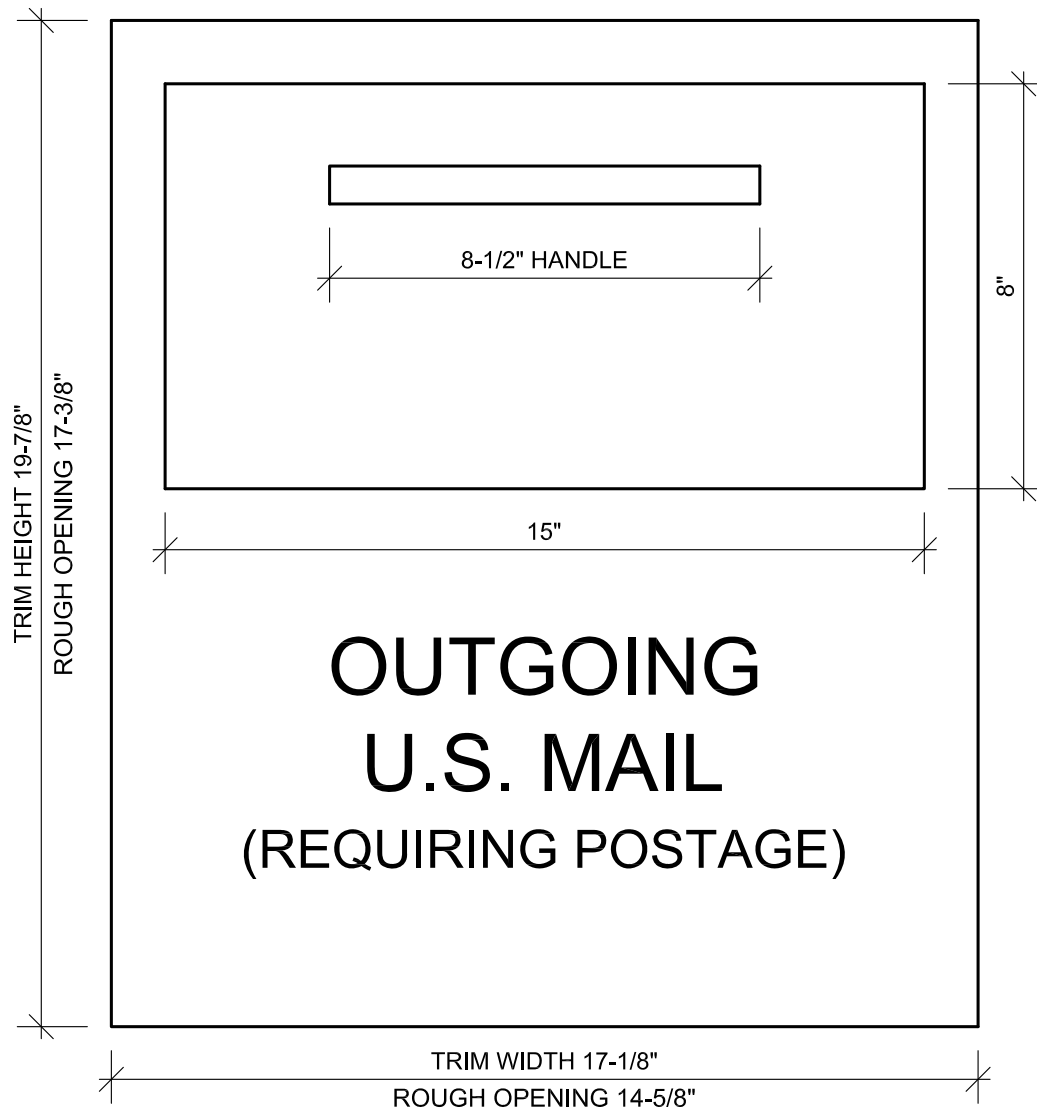 8-1/2" HANDLE
8"
TRIM HEIGHT 19-7/8"
ROUGH OPENING 17-3/8"
15"
OUTGOING
U.S. MAIL
(REQUIRING POSTAGE)
TRIM WIDTH 17-1/8"
ROUGH OPENING 14-5/8"